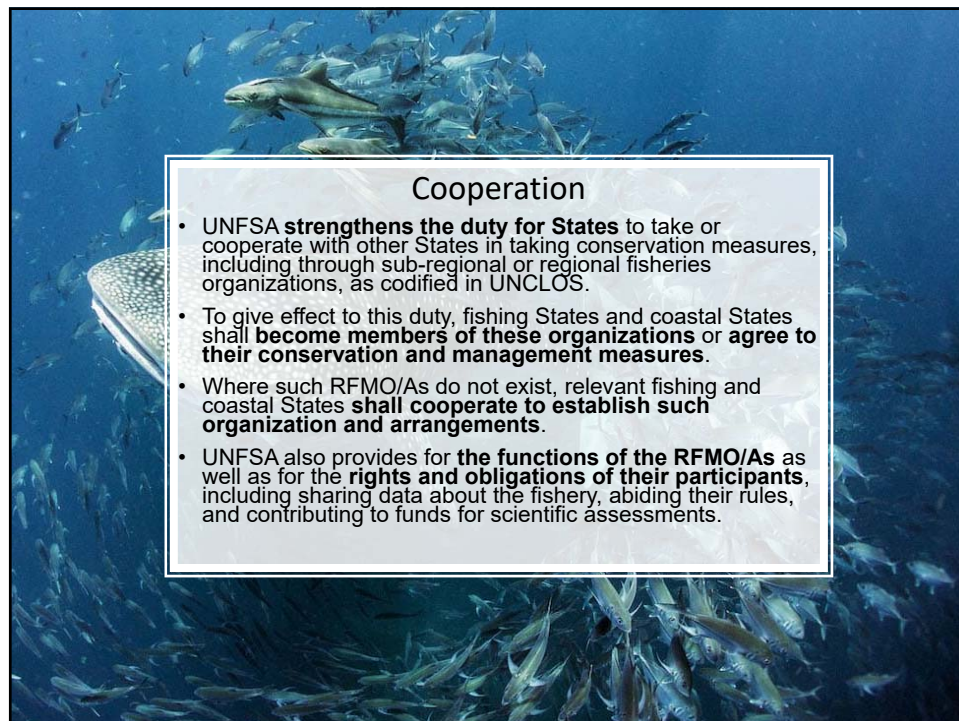 Cooperation
• UNFSA strengthens the duty for States to take or
cooperate with other States in taking conservation measures,
including through sub-regional or regional fisheries
organizations, as codified in UNCLOS.
• To give effect to this duty, fishing States and coastal States
shall become members of these organizations or agree to
their conservation and management measures.
• Where such RFMO/As do not exist, relevant fishing and
coastal States shall cooperate to establish such
organization and arrangements.
• UNFSA also provides for the functions of the RFMO/As as
well as for the rights and obligations of their participants,
including sharing data about the fishery, abiding their rules,
and contributing to funds for scientific assessments.